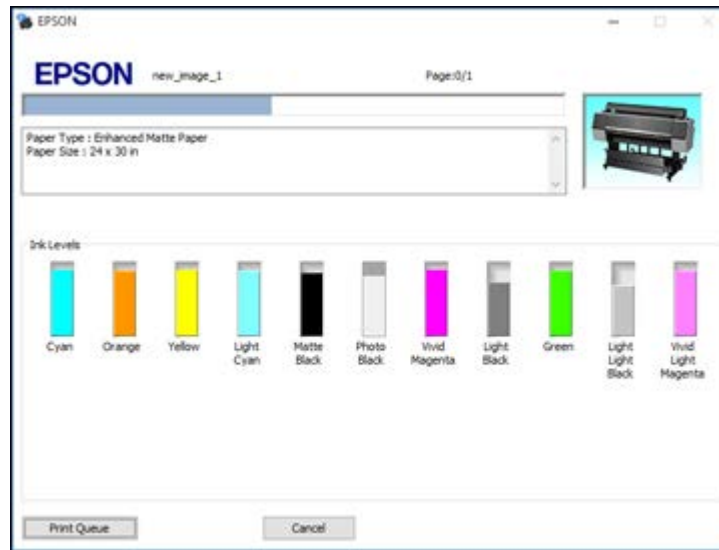 EPSON
EPSON
new_image_1
Page:0/1
Paper Type : Enhanced Matte Paper
Paper Size : 24 x 30 in
Ink Levels
Cyan
Orange
Yellow
Light
Cyan
Matte
Black
Photo
Black
Vivid
Magenta
Light
Black
Green
Light
Light
Black
Vivid
Light
Magenta
Print Queue
Cancel